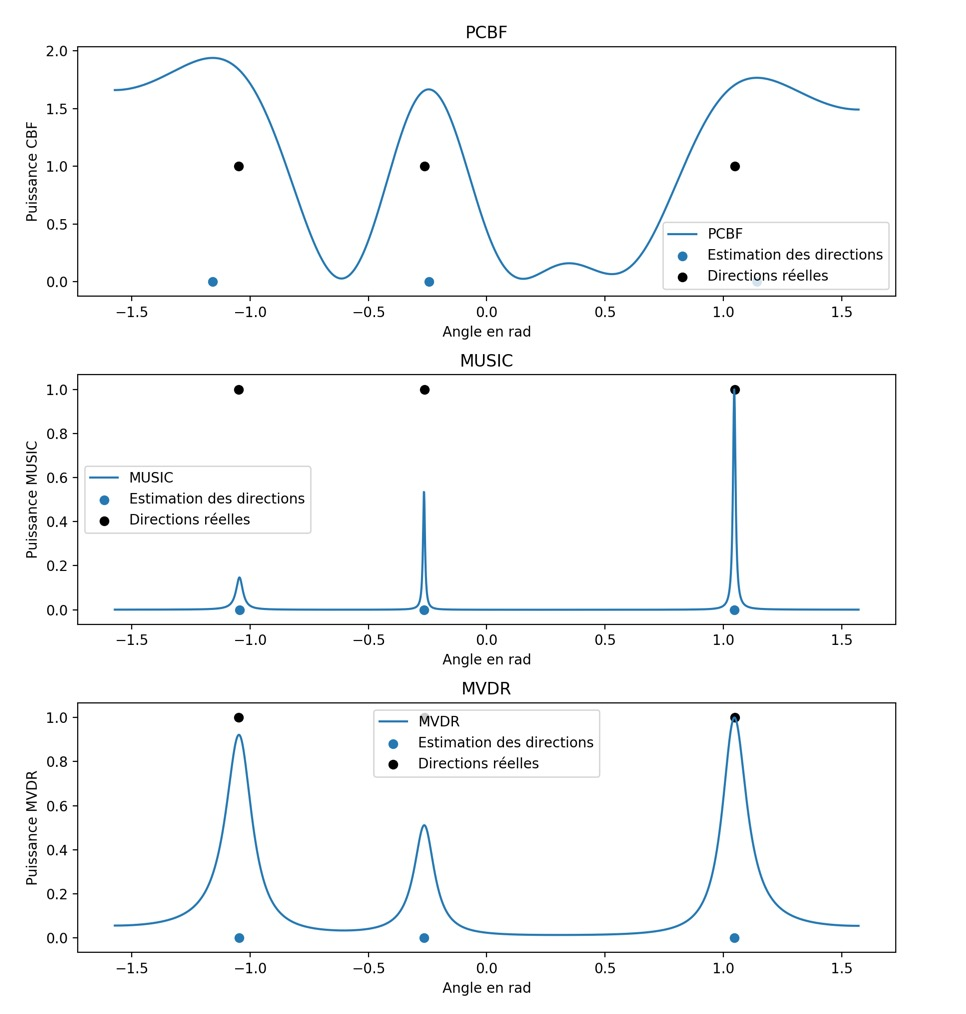 PCBF
Puissance CBF
2.0
1.5
1.0
0.5
0.0
PCBF
Estimation des directions
Directions réelles
−1.5 −1.0 −0.5 0.0 0.5 1.0 1.5
Angle en rad
MUSIC
Puissance MUSIC
1.0
0.8
0.6
0.4
0.2
0.0
MUSIC
Estimation des directions
Directions réelles
−1.5 −1.0 −0.5 0.0 0.5 1.0 1.5
Angle en rad
MVDR
Puissance MVDR
1.0
0.8
0.6
0.4
0.2
0.0
MVDR
Estimation des directions
Directions réelles
−1.5 −1.0 −0.5 0.0 0.5 1.0 1.5
Angle en rad